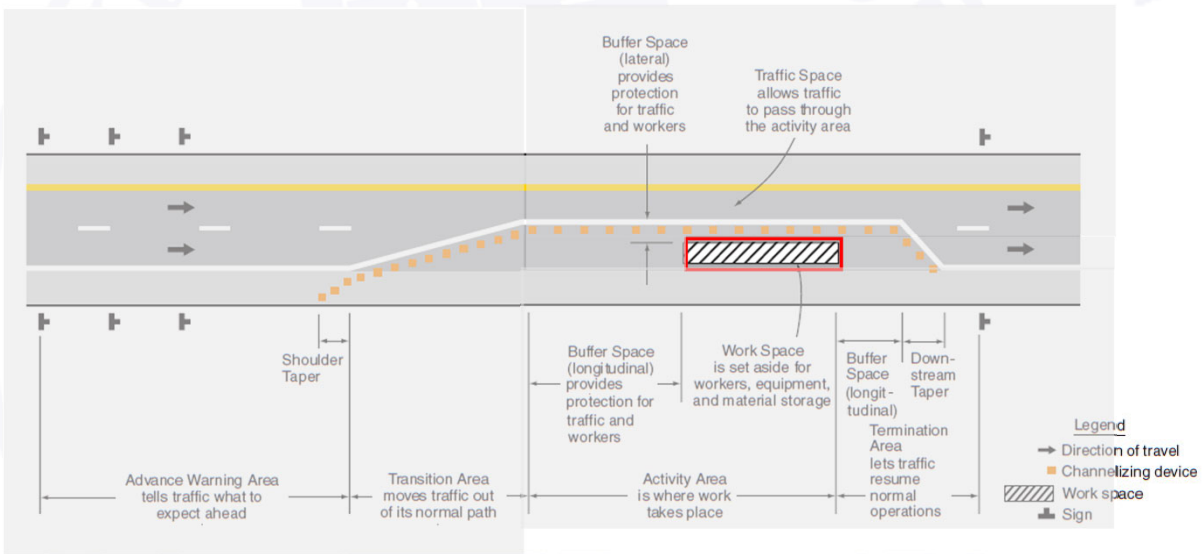 Buffer Space
(lateral)
provides
protection
for traffic
and workers
Traffic Space
allows traffic
to pass through
the activity area
Shoulder
Taper
Buffer Space
(longitudinal)
provides
protection for
traffic and
workers
Work Space
is set aside for
workers, equipment,
and material storage
Buffer
Space
(longit-
tudinal)
Down-
stream
Taper
Advance Warning Area
tells traffic what to
expect ahead
Transition Area
moves traffic out
of its normal path
Activity Area
is where work
takes place
Termination
Area
lets traffic
resume
normal
operations
Legend
Direction of travel
Channelizing device
Work space
Sign